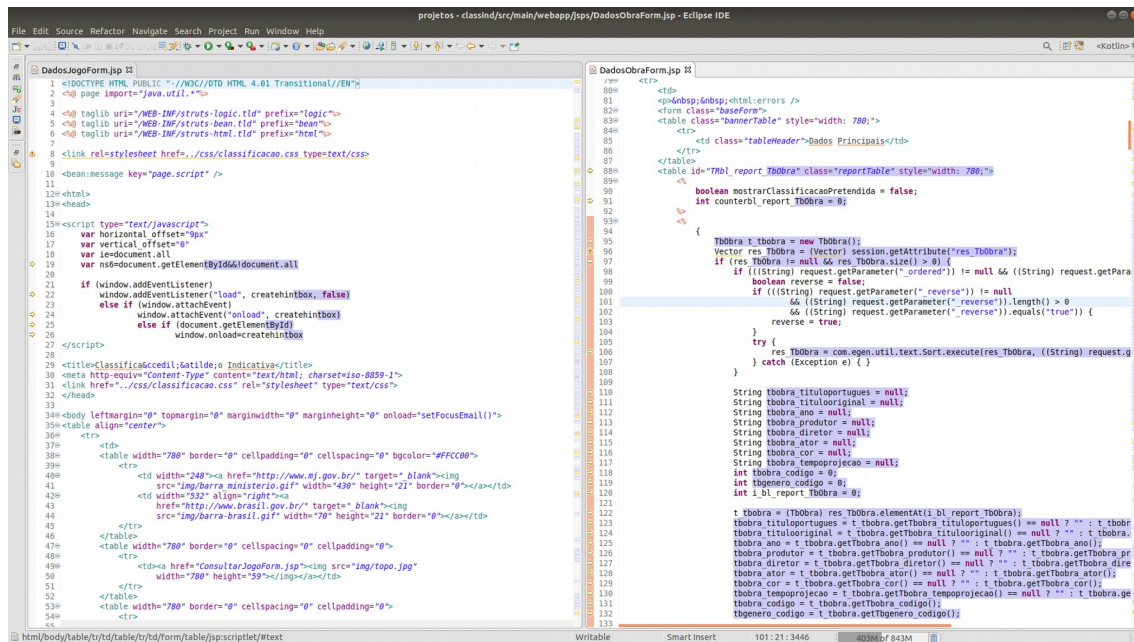 projetos - classind/src/main/webapp/jsps/DadosObraForm.jsp - Eclipse IDE
File Edit Source Refactor Navigate Search Project Run Window Help
<Kotlin>
DadosJogoForm.jsp
1 <!DOCTYPE HTML PUBLIC "-//W3C//DTD HTML 4.01 Transitional//EN">
2 <%@ page import="java.util.*"%>
3
4 <%@ taglib uri="/WEB-INF/struts-logic.tld" prefix="logic"%>
5 <%@ taglib uri="/WEB-INF/struts-bean.tld" prefix="bean"%>
6 <%@ taglib uri="/WEB-INF/struts-html.tld" prefix="html"%>
7
8 <link rel=stylesheet href=../css/classificacao.css type=text/css>
9
10 <bean:message key="page.script" />
11
12 <html>
13 <head>
14
15 <script type="text/javascript">
16 var horizontal_offset="9px"
17 var vertical_offset="0"
18 var ie=document.all
19 var ns6=document.getElementById&&!document.all
20
21 if (window.addEventListener)
22 window.addEventListener("load", createhintbox, false)
23 else if (window.attachEvent)
24 window.attachEvent("onload", createhintbox)
25 else if (document.getElementById)
26 window.onload=createhintbox
27 </script>
28
29 <title>Classifica&ccedil;&atilde;o Indicativa</title>
30 <meta http-equiv="Content-Type" content="text/html; charset=iso-8859-1">
31 <link href="../css/classificacao.css" rel="stylesheet" type="text/css">
32 </head>
33
34 <body leftmargin="0" topmargin="0" marginwidth="0" marginheight="0" onload="setFocusEmail()">
35 <table align="center">
36 <tr>
37 <td>
38 <table width="780" border="0" cellpadding="0" cellspacing="0" bgcolor="#FFCC00">
39 <tr>
40 <td width="248"><a href="http://www.mj.gov.br/" target="_blank"><img
41 src="img/barra_ministerio.gif" width="430" height="21" border="0"></a></td>
42 <td width="532" align="right"><a
43 href="http://www.brasil.gov.br/" target="_blank"><img
44 src="img/barra-brasil.gif" width="70" height="21" border="0"></a></td>
45 </tr>
46 </table>
47 <table width="780" border="0" cellspacing="0" cellpadding="0">
48 <tr>
49 <td><a href="ConsultarJogoForm.jsp"><img src="img/topo.jpg"
50 width="780" height="59"></img></a></td>
51 </tr>
52 </table>
53 <table width="780" border="0" cellspacing="0" cellpadding="0">
54 <tr>
55
DadosObraForm.jsp
79 <tr>
80 <td>
81 <p>&nbsp;&nbsp;<html:errors />
82 <form class="baseForm">
83 <table class="bannerTable" style="width: 780;">
84 <tr>
85 <td class="tableHeader">Dados Principais</td>
86 </tr>
87 </table>
88 <table id="TRbl_report_TbObra" class="reportTable" style="width: 780;">
89 <%
90 boolean mostrarClassificacaoPretendida = false;
91 int counterbl_report_TbObra = 0;
92 %>
93 <%
94 {
95 TbObra t_tbobra = new TbObra();
96 Vector res_TbObra = (Vector) session.getAttribute("res_TbObra");
97 if (res_TbObra != null && res_TbObra.size() > 0) {
98 if (((String) request.getParameter("_ordered")) != null && ((String) request.getPara
99 boolean reverse = false;
100 if (((String) request.getParameter("_reverse")) != null
101 && ((String) request.getParameter("_reverse")).length() > 0
102 && ((String) request.getParameter("_reverse")).equals("true")) {
103 reverse = true;
104 }
105 try {
106 res_TbObra = com.egen.util.text.Sort.execute(res_TbObra, ((String) request.g
107 } catch (Exception e) { }
108 }
109
110 String tbobra_tituloportugues = null;
111 String tbobra_titulooriginal = null;
112 String tbobra_ano = null;
113 String tbobra_produtor = null;
114 String tbobra_diretor = null;
115 String tbobra_ator = null;
116 String tbobra_cor = null;
117 String tbobra_tempoprojecao = null;
118 int tbobra_codigo = 0;
119 int tbgenero_codigo = 0;
120 int i_bl_report_TbObra = 0;
121
122 t_tbobra = (TbObra) res_TbObra.elementAt(i_bl_report_TbObra);
123 tbobra_tituloportugues = t_tbobra.getTbobra_tituloportugues() == null ? "" : t_tbobr
124 tbobra_titulooriginal = t_tbobra.getTbobra_titulooriginal() == null ? "" : t_tbobra.
125 tbobra_ano = t_tbobra.getTbobra_ano() == null ? "" : t_tbobra.getTbobra_ano();
126 tbobra_produtor = t_tbobra.getTbobra_produtor() == null ? "" : t_tbobra.getTbobra_pr
127 tbobra_diretor = t_tbobra.getTbobra_diretor() == null ? "" : t_tbobra.getTbobra_dire
128 tbobra_ator = t_tbobra.getTbobra_ator() == null ? "" : t_tbobra.getTbobra_ator();
129 tbobra_cor = t_tbobra.getTbobra_cor() == null ? "" : t_tbobra.getTbobra_cor();
130 tbobra_tempoprojecao = t_tbobra.getTbobra_tempoprojecao() == null ? "" : t_tbobra.ge
131 tbobra_codigo = t_tbobra.getTbobra_codigo();
132 tbgenero_codigo = t_tbobra.getTbgenero_codigo();
133
html/body/table/tr/td/table/tr/td/form/table/jsp:scriptlet/#text
Writable Smart Insert 101 : 21 : 3446 403M of 843M